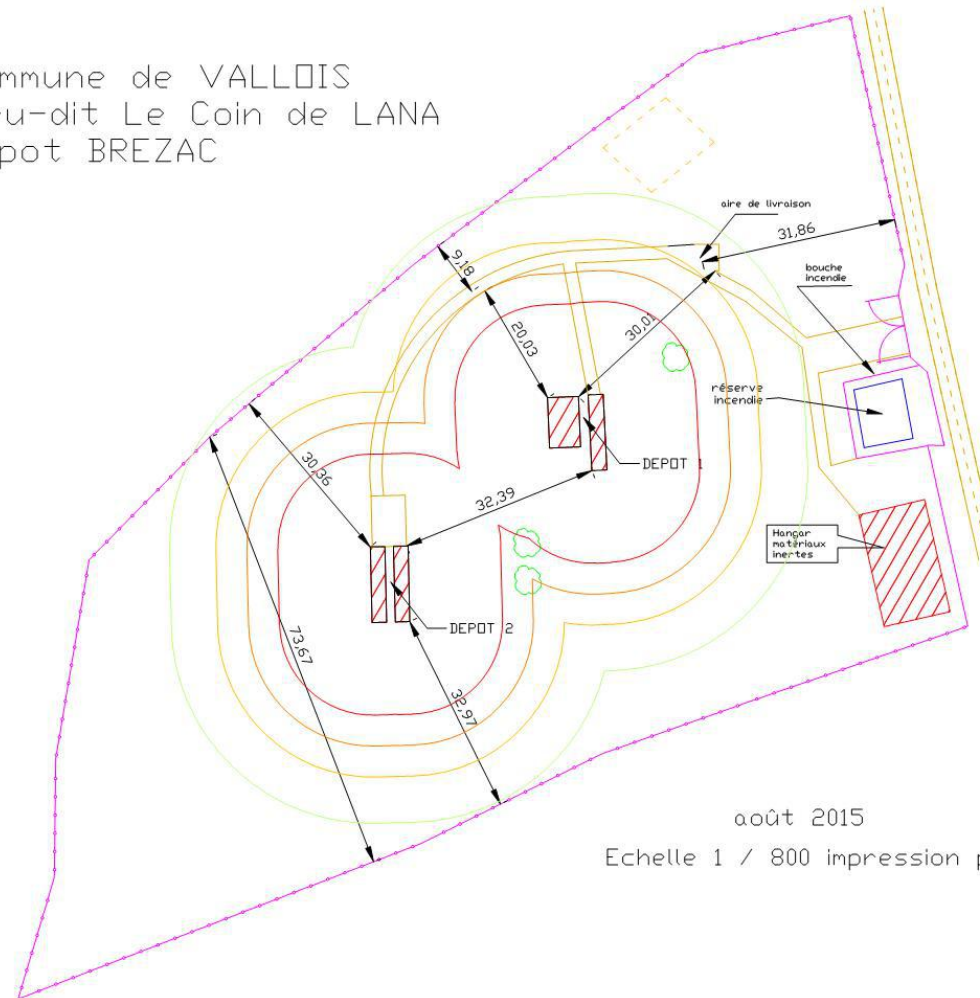 mmune de VALLOIS
u-dit Le Coin de LANA
pot BREZAC
aire de livraison
31,86
9,18
bouche
incendie
20,03
30,01
réserve
incendie
30,36
DEPOT 1
32,39
Hangar
matériaux
inertes
DEPOT 2
73,67
32,97
août 2015
Echelle 1 / 800 impression p